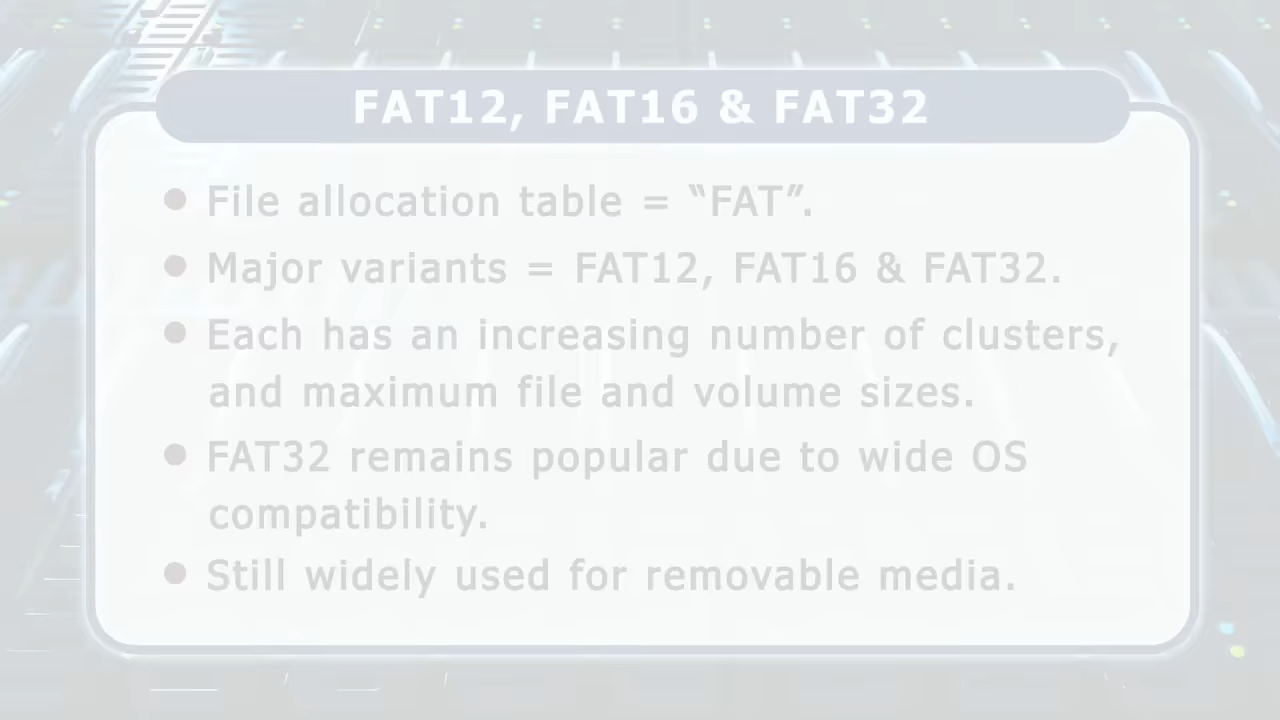 FAT12, FAT16 & FAT32
• File allocation table = “FAT”.
• Major variants = FAT12, FAT16 & FAT32.
• Each has an increasing number of clusters,
and maximum file and volume sizes.
• FAT32 remains popular due to wide OS
compatibility.
• Still widely used for removable media.